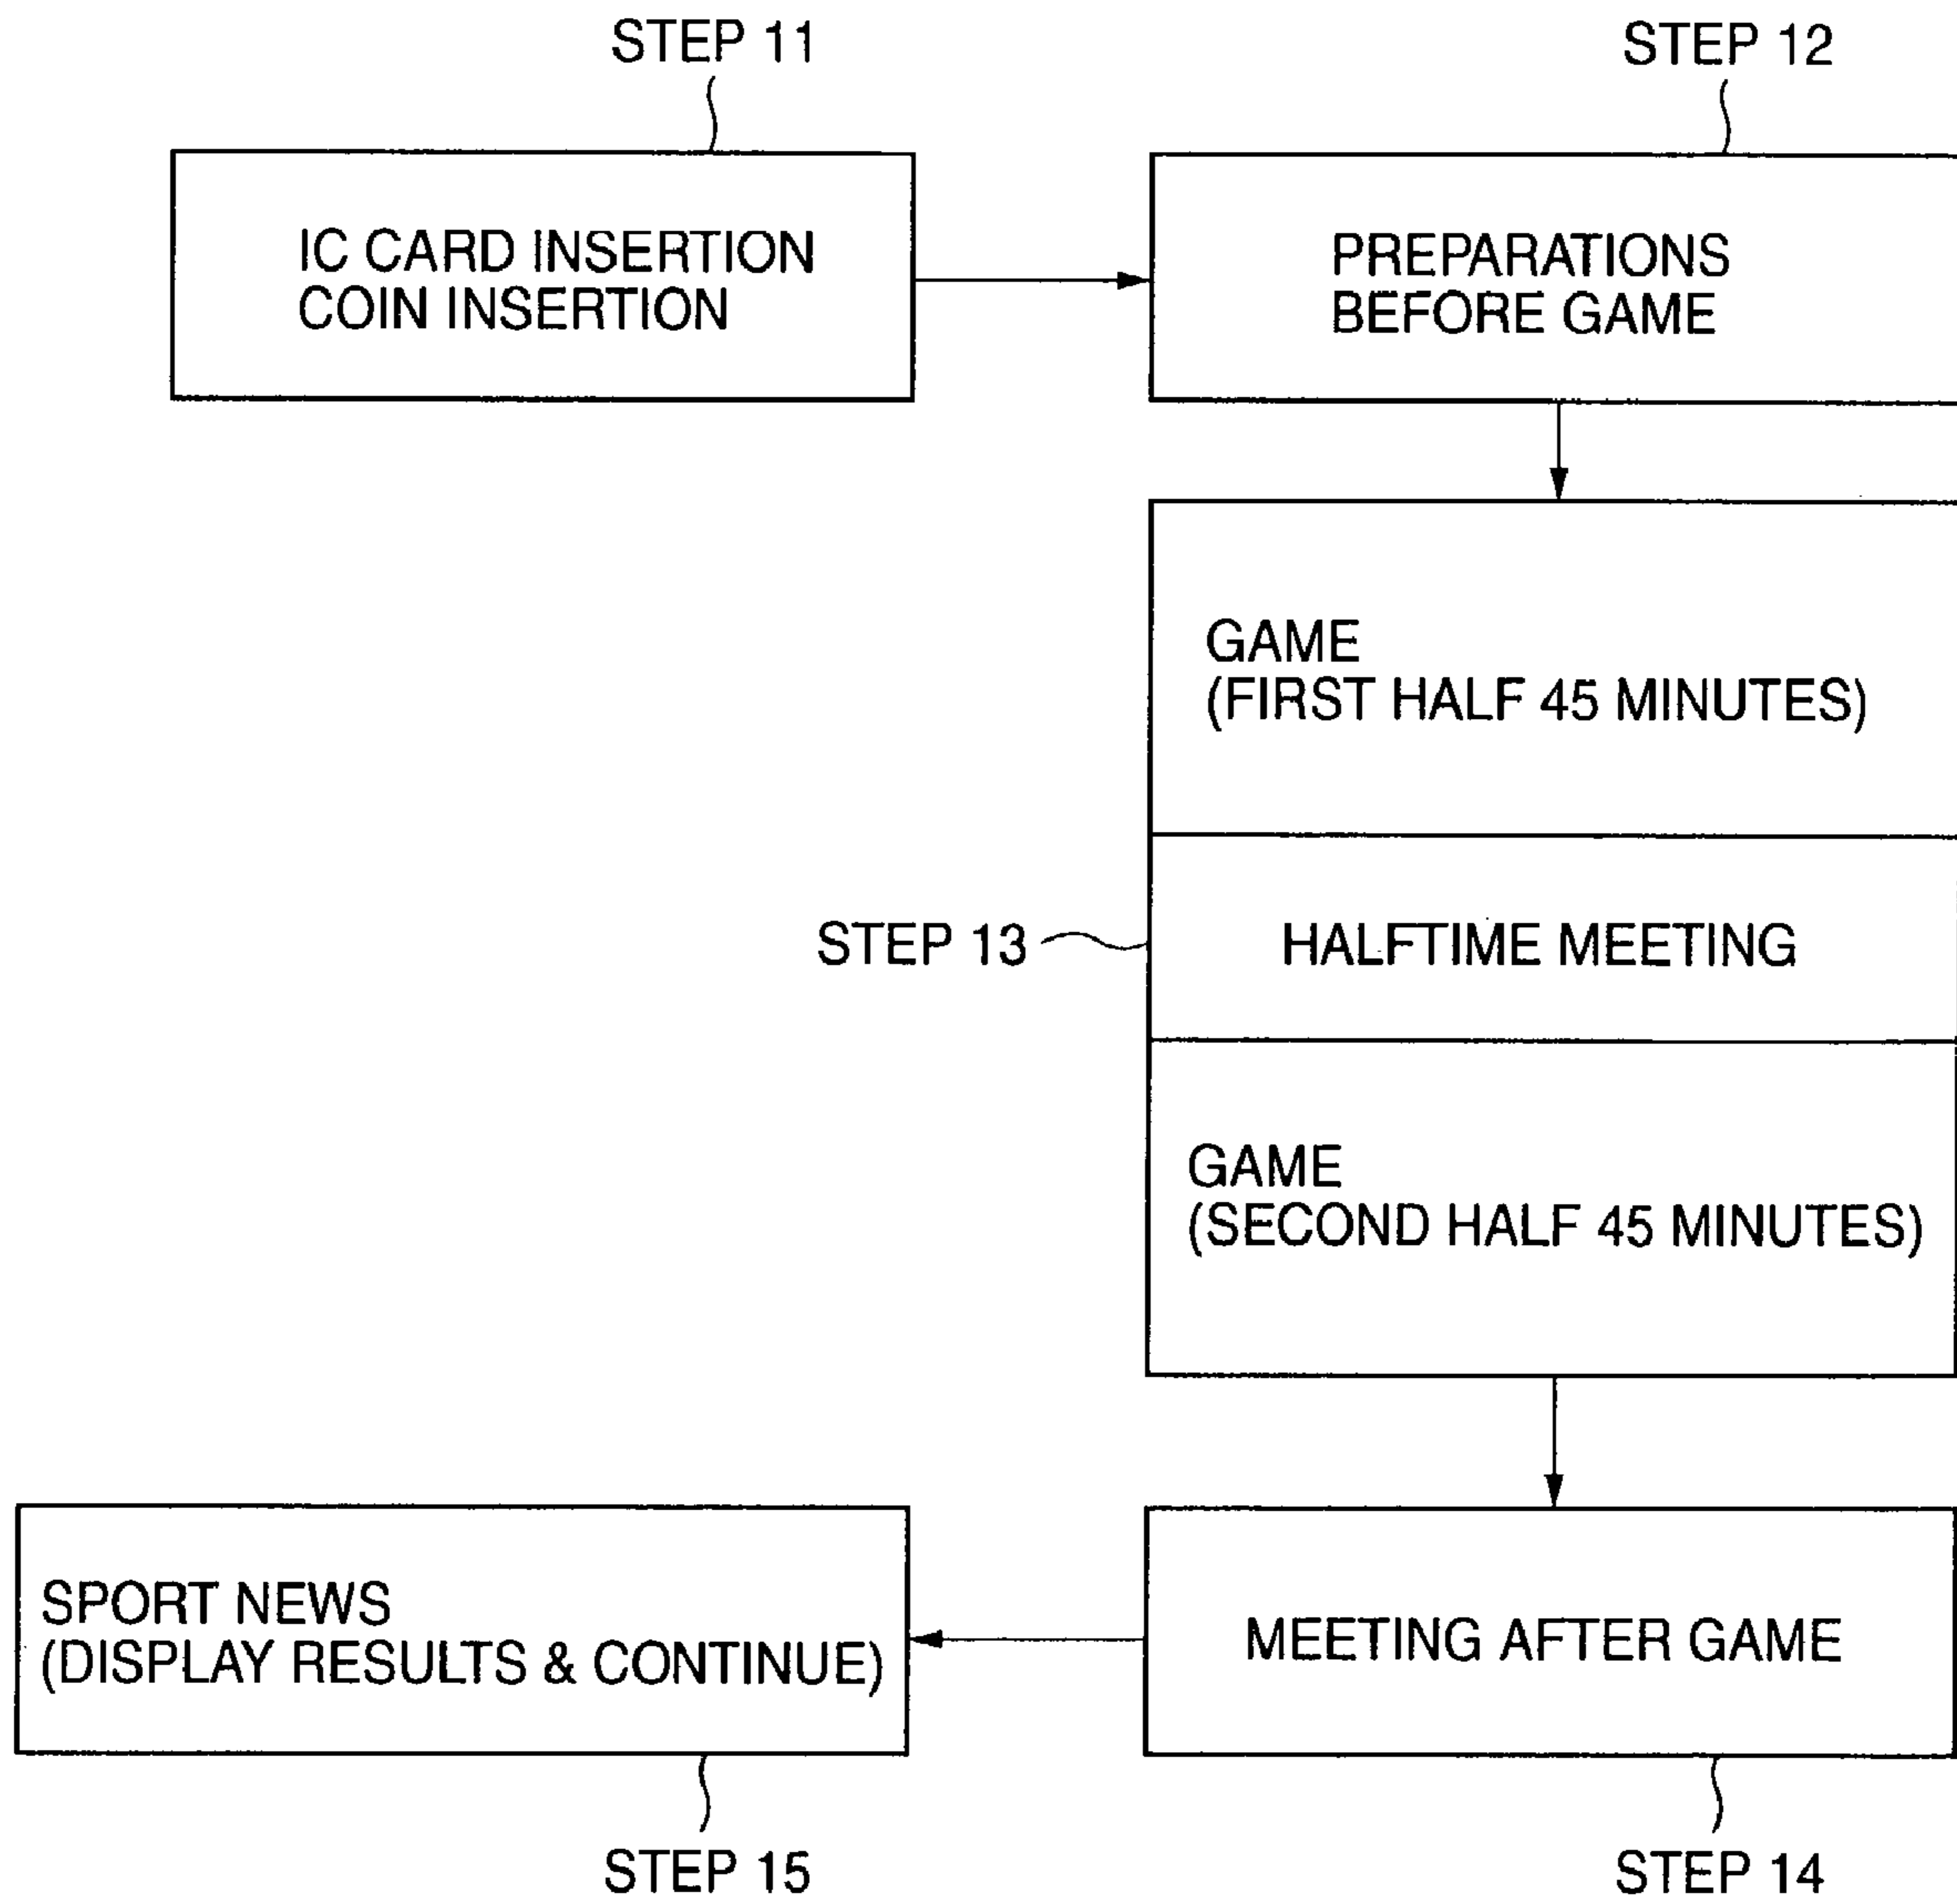 STEP 11
STEP 12
IC CARD INSERTION
COIN INSERTION
PREPARATIONS
BEFORE GAME
GAME
(FIRST HALF 45 MINUTES)
STEP 13
HALFTIME MEETING
GAME
(SECOND HALF 45 MINUTES)
SPORT NEWS
(DISPLAY RESULTS & CONTINUE)
MEETING AFTER GAME
STEP 15
STEP 14